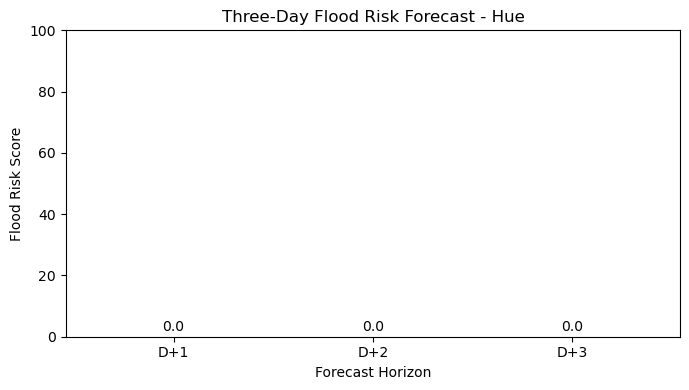 Three-Day Flood Risk Forecast - Hue
100
80
60
40
20
0
Flood Risk Score
0.0 0.0 0.0
D+1 D+2 D+3
Forecast Horizon